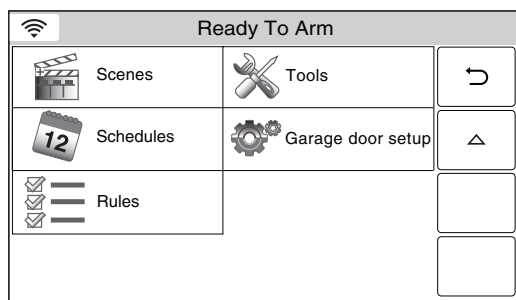 Ready To Arm
Scenes
Tools
12
Schedules
Garage door setup
Rules